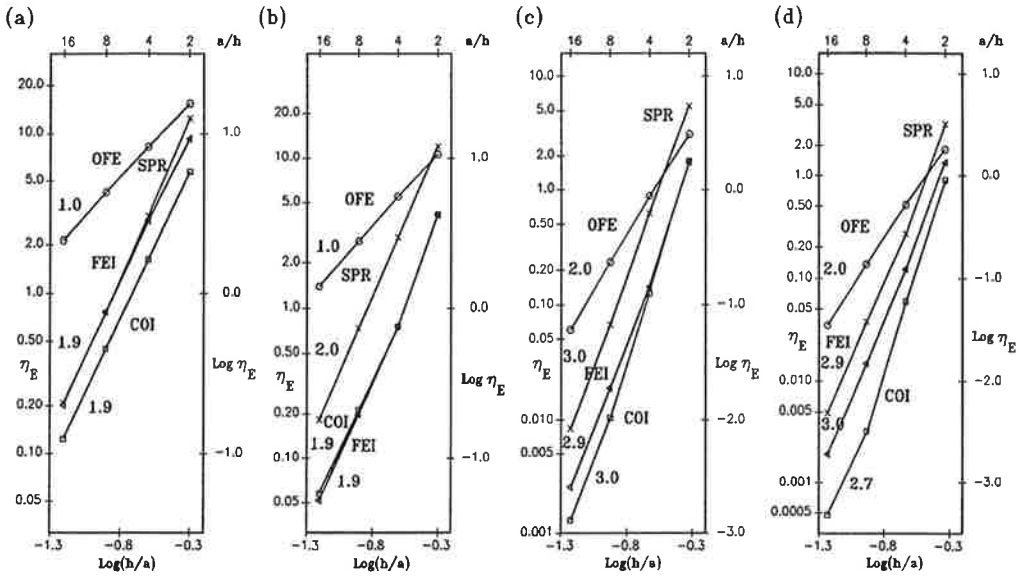 (a)
16 8 4 2 a/h
20.0
10.0
5.0
2.0
1.0
0.50
0.20
0.10
0.05
η_E
1.0
0.0
-1.0
Log η_E
OFE
SPR
1.0
FEI
COI
1.9
1.9
-1.3 -0.8 -0.3
Log(h/a)
(b)
16 8 4 2 a/h
20.0
10.0
5.0
2.0
1.0
0.50
0.20
0.10
0.05
η_E
1.0
0.0
-1.0
Log η_E
OFE
1.0
SPR
2.0
COI
1.9
FEI
1.9
-1.3 -0.8 -0.3
Log(h/a)
(c)
16 8 4 2 a/h
10.0
5.0
2.0
1.0
0.50
0.20
0.10
0.05
0.010
0.001
η_E
1.0
0.0
-1.0
-2.0
-3.0
Log η_E
SPR
OFE
2.0
3.0
FEI
COI
2.9
3.0
-1.3 -0.8 -0.3
Log(h/a)
(d)
16 8 4 2 a/h
10.0
5.0
2.0
1.0
0.50
0.20
0.10
0.05
0.010
0.005
0.001
0.0005
η_E
1.0
0.0
-1.0
-2.0
-3.0
Log η_E
SPR
OFE
2.0
FEI
2.9
COI
3.0
2.7
-1.3 -0.8 -0.3
Log(h/a)